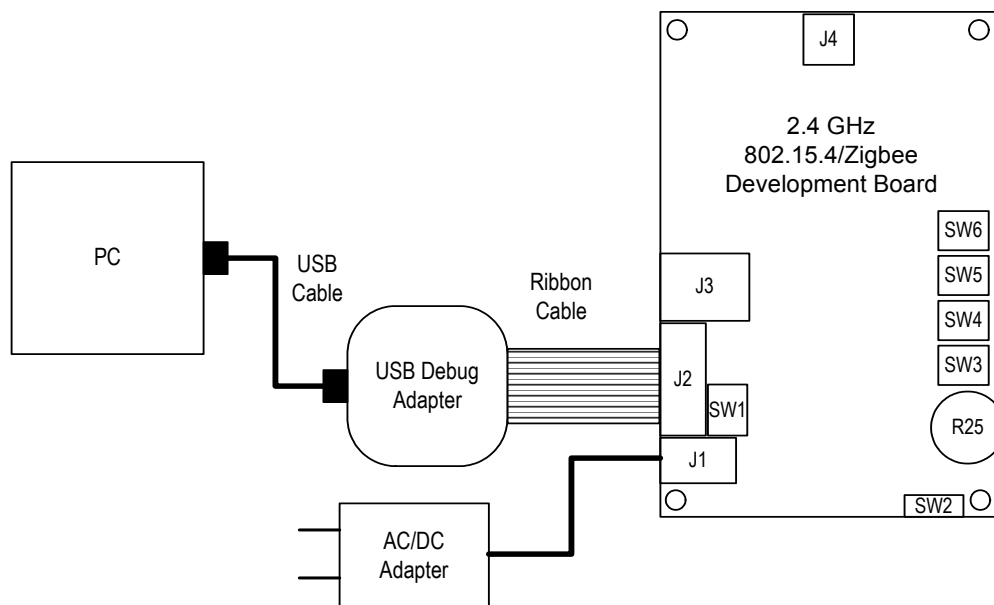 J4
2.4 GHz
802.15.4/Zigbee
Development Board
SW6
PC
USB
Cable
Ribbon
Cable
J3
SW5
SW4
USB Debug
Adapter
J2
SW3
SW1
R25
J1
SW2
AC/DC
Adapter